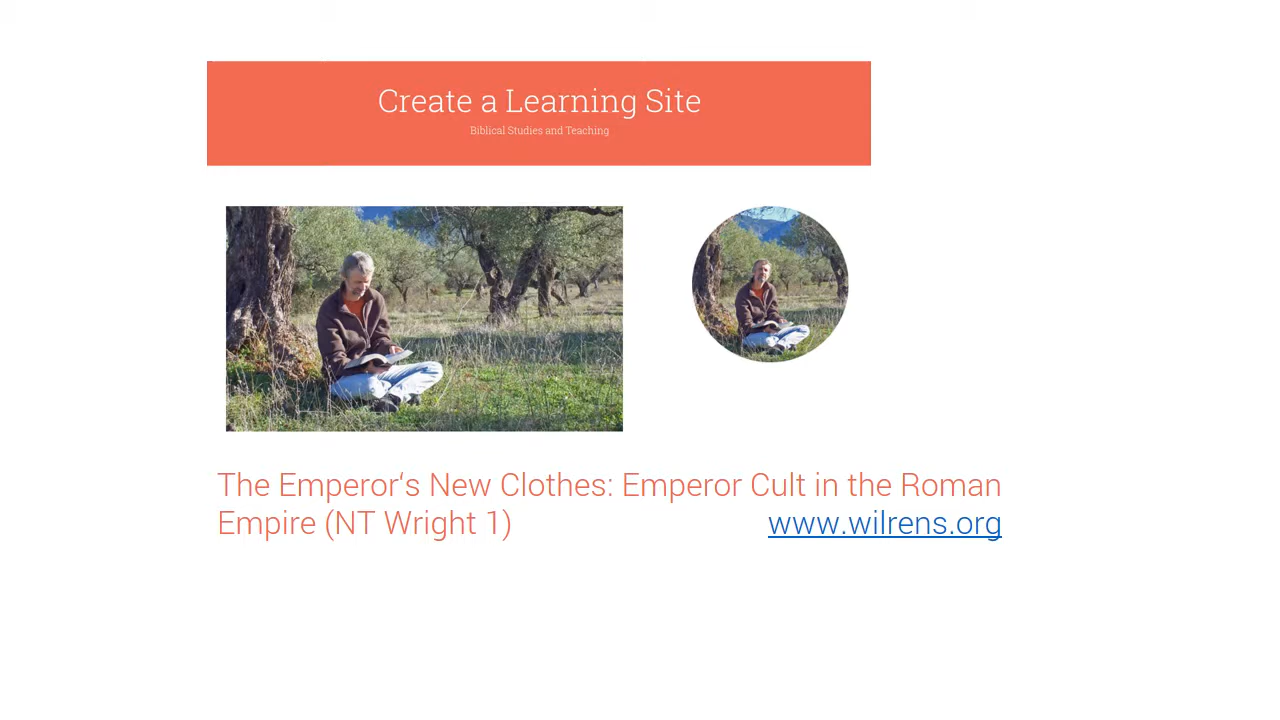 Create a Learning Site
Biblical Studies and Teaching
The Emperor‘s New Clothes: Emperor Cult in the Roman
Empire (NT Wright 1) www.wilrens.org